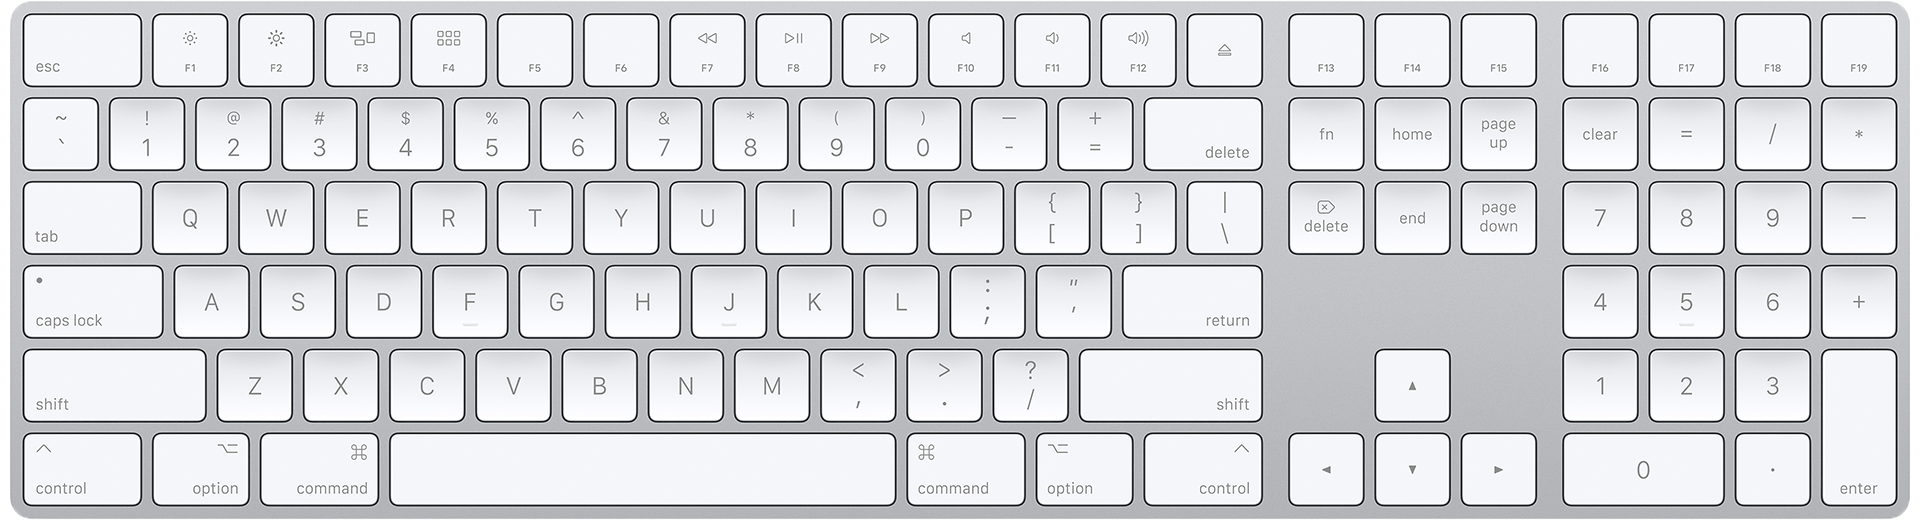 esc F1 F2 F3 F4 F5 F6 F7 F8 F9 F10 F11 F12 F13 F14 F15 F16 F17 F18 F19
~ ! @ # $ % ^ & * ( ) — +
` 1 2 3 4 5 6 7 8 9 0 - = delete fn home page up clear = / *
tab Q W E R T Y U I O P { [ } ] | \ delete end page down 7 8 9 —
caps lock A S D F G H J K L : ; " ' return 4 5 6 +
shift Z X C V B N M < , > . ? / shift 1 2 3
control option ⌥ command ⌘ ⌘ command ⌥ option control 0 . enter